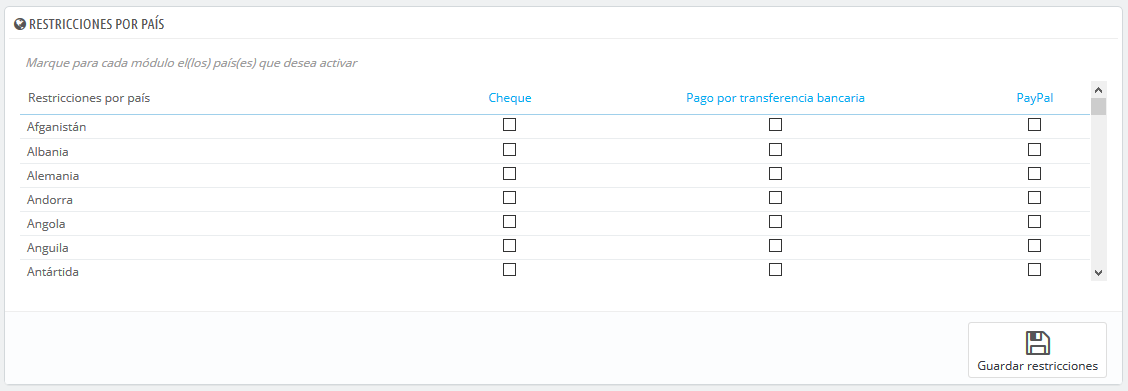 RESTRICCIONES POR PAÍS
Marque para cada módulo el(los) país(es) que desea activar
Restricciones por país Cheque Pago por transferencia bancaria PayPal
Afganistán
Albania
Alemania
Andorra
Angola
Anguila
Antártida
Guardar restricciones